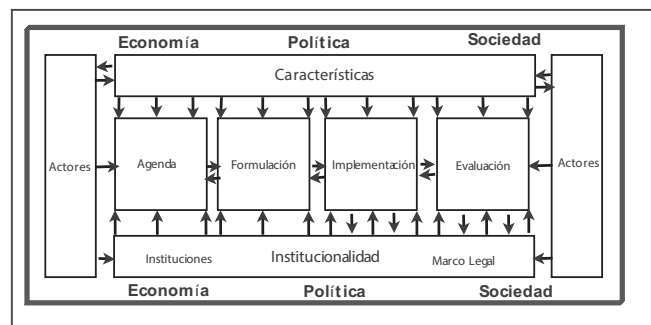 Economía Política Sociedad
Características
Actores Agenda Formulación Implementación Evaluación Actores
Instituciones Institucionalidad Marco Legal
Economía Política Sociedad